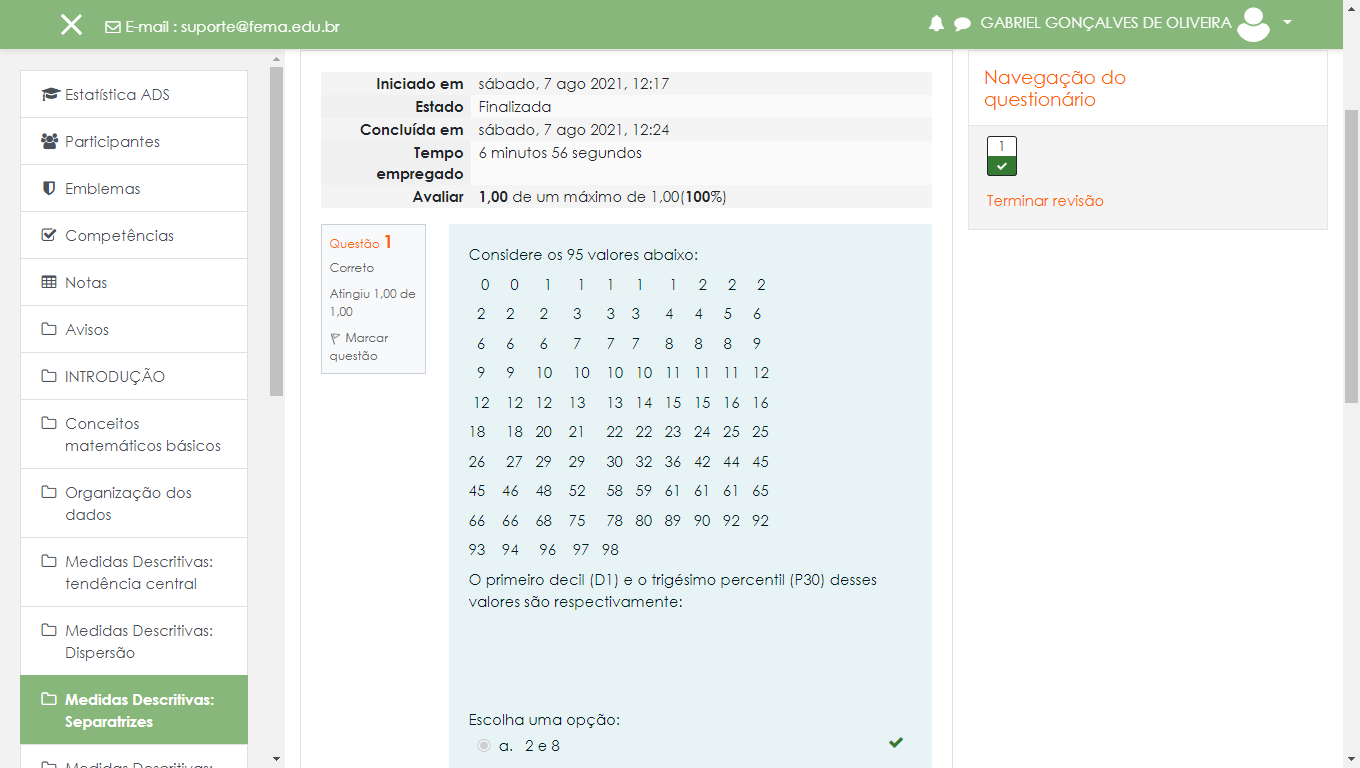 E-mail : suporte@fema.edu.br
GABRIEL GONÇALVES DE OLIVEIRA
Estatística ADS
Participantes
Emblemas
Competências
Notas
Avisos
INTRODUÇÃO
Conceitos
matemáticos básicos
Organização dos
dados
Medidas Descritivas:
tendência central
Medidas Descritivas:
Dispersão
Medidas Descritivas:
Separatrizes
Medidas Descritivas:
Iniciado em sábado, 7 ago 2021, 12:17
Estado Finalizada
Concluída em sábado, 7 ago 2021, 12:24
Tempo 6 minutos 56 segundos
empregado
Avaliar 1,00 de um máximo de 1,00(100%)
Questão 1
Correto
Atingiu 1,00 de
1,00
Marcar
questão
Considere os 95 valores abaixo:
0 0 1 1 1 1 1 2 2 2
2 2 2 3 3 3 4 4 5 6
6 6 6 7 7 7 8 8 8 9
9 9 10 10 10 10 11 11 11 12
12 12 12 13 13 14 15 15 16 16
18 18 20 21 22 22 23 24 25 25
26 27 29 29 30 32 36 42 44 45
45 46 48 52 58 59 61 61 61 65
66 66 68 75 78 80 89 90 92 92
93 94 96 97 98
O primeiro decil (D1) e o trigésimo percentil (P30) desses
valores são respectivamente:
Escolha uma opção:
a. 2 e 8
Navegação do
questionário
1
Terminar revisão